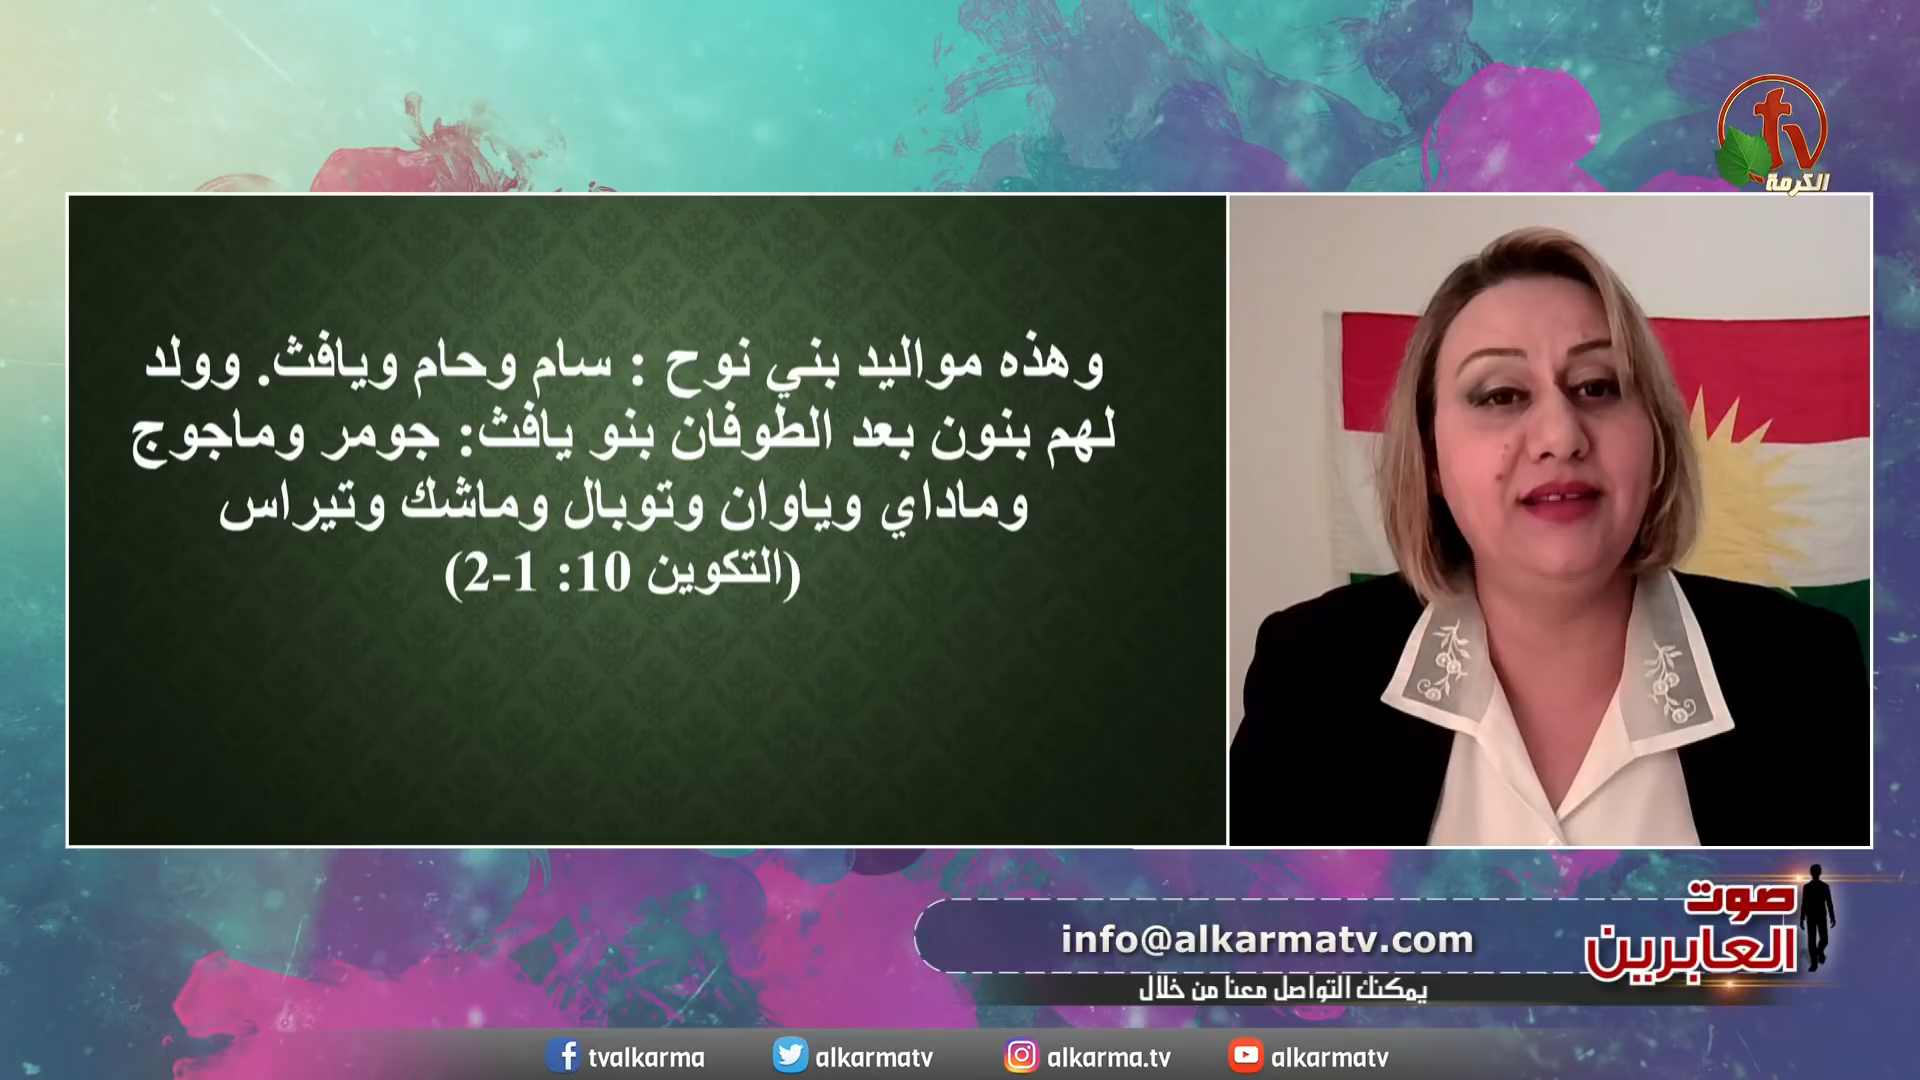 tv
الكرمة
وهذه مواليد بني نوح : سام وحام ويافث. وولد
لهم بنون بعد الطوفان بنو يافث: جومر وماجوج
وماداي وياوان وتوبال وماشك وتيراس
(التكوين 10: 1-2)
صوت
العابرين
info@alkarmatv.com
يمكنك التواصل معنا من خلال
tvalkarma
alkarmatv
alkarma.tv
alkarmatv